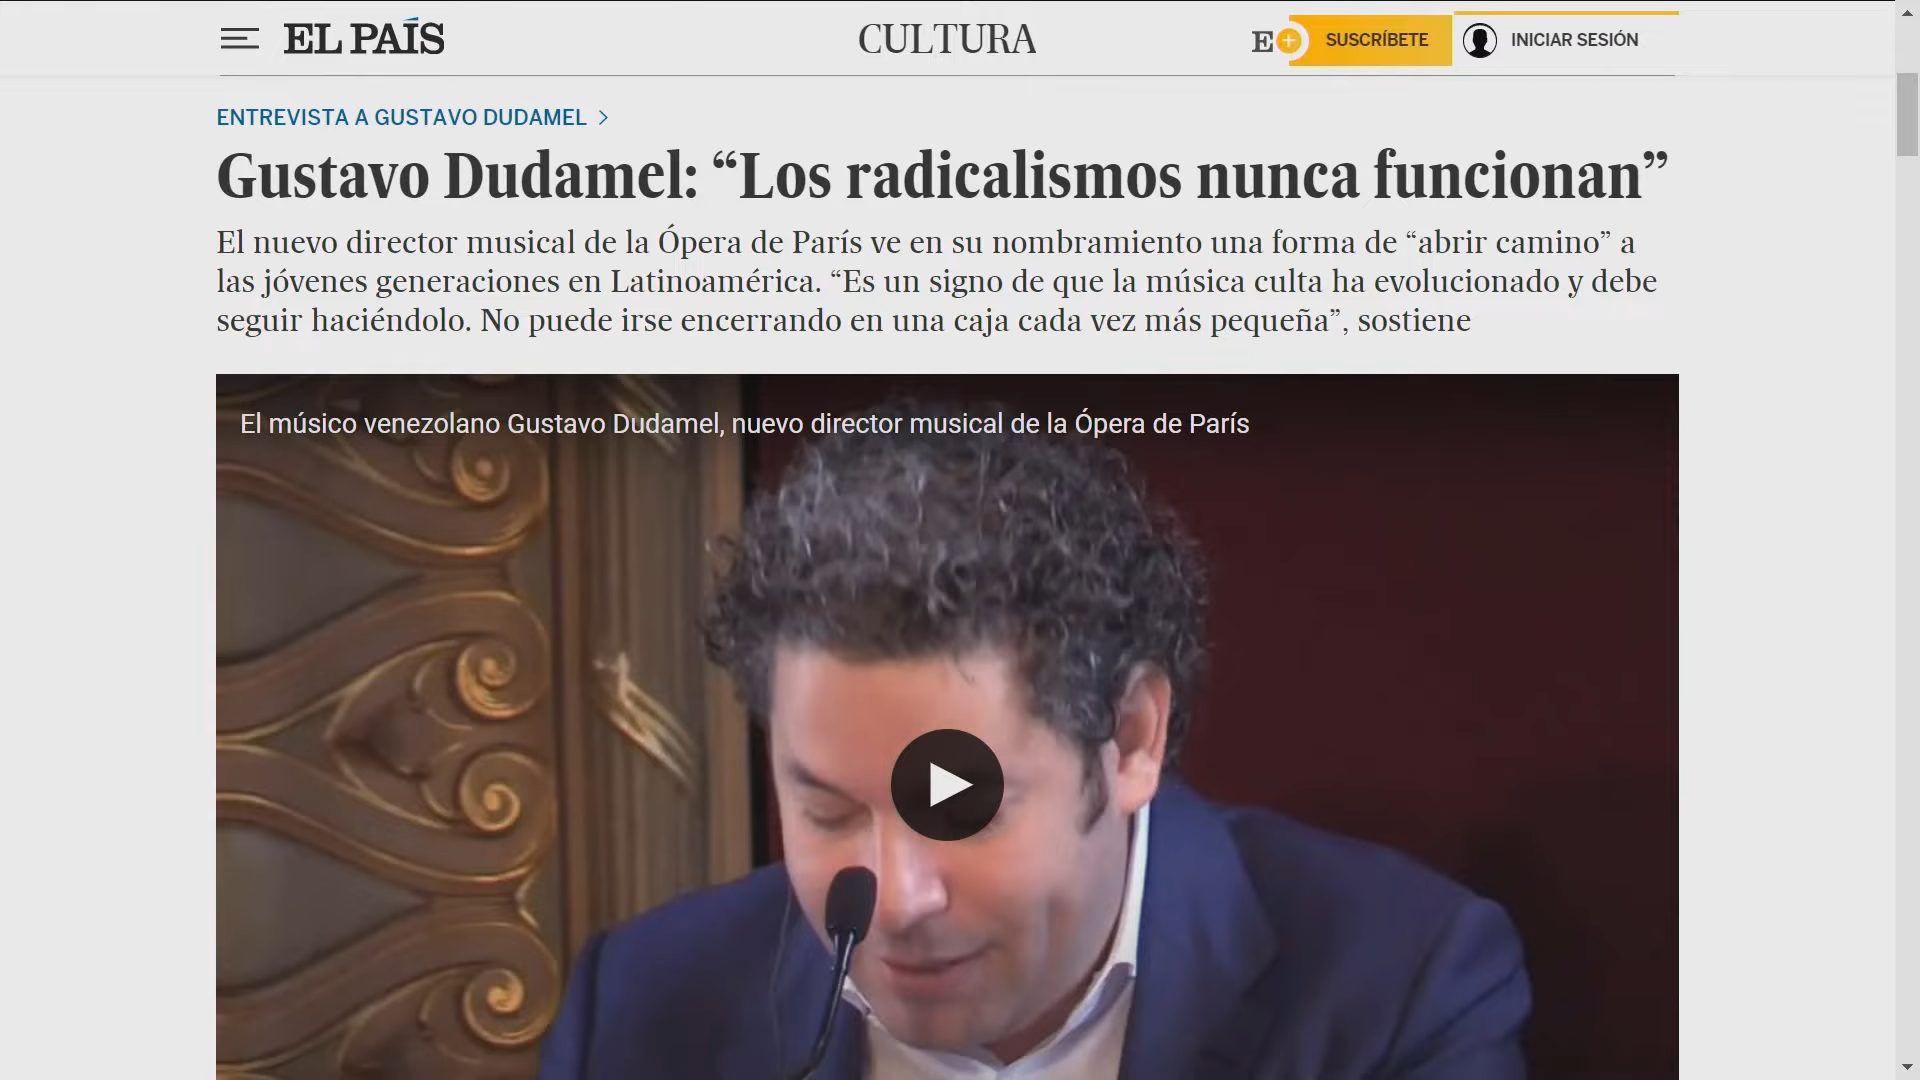 EL PAÍS
CULTURA
E+ SUSCRÍBETE
INICIAR SESIÓN
ENTREVISTA A GUSTAVO DUDAMEL
Gustavo Dudamel: “Los radicalismos nunca funcionan”
El nuevo director musical de la Ópera de París ve en su nombramiento una forma de “abrir camino” a
las jóvenes generaciones en Latinoamérica. “Es un signo de que la música culta ha evolucionado y debe
seguir haciéndolo. No puede irse encerrando en una caja cada vez más pequeña”, sostiene
El músico venezolano Gustavo Dudamel, nuevo director musical de la Ópera de París